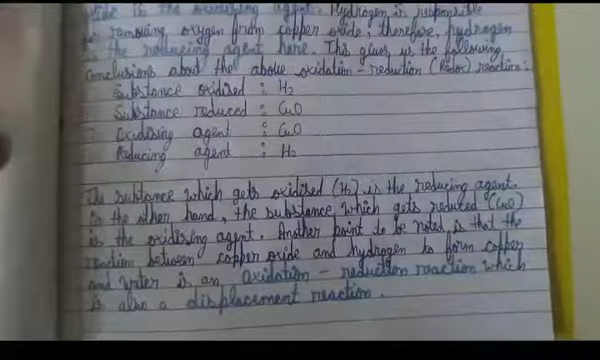 oxide is the oxidising agent. Hydrogen is responsible
for removing oxygen from copper oxide, therefore, hydrogen
is the reducing agent here. This gives us the following
conclusions about the above oxidation-reduction (Redox) reaction:
Substance oxidised : H₂
Substance reduced : CuO
Oxidising agent : CuO
Reducing agent : H₂
The substance which gets oxidised (H₂) is the reducing agent.
in the other hand, the substance which gets reduced (CuO)
is the oxidising agent. Another point to be noted is that the
reaction between copper oxide and hydrogen to form copper
and water is an oxidation - reduction reaction which
is also a displacement reaction.